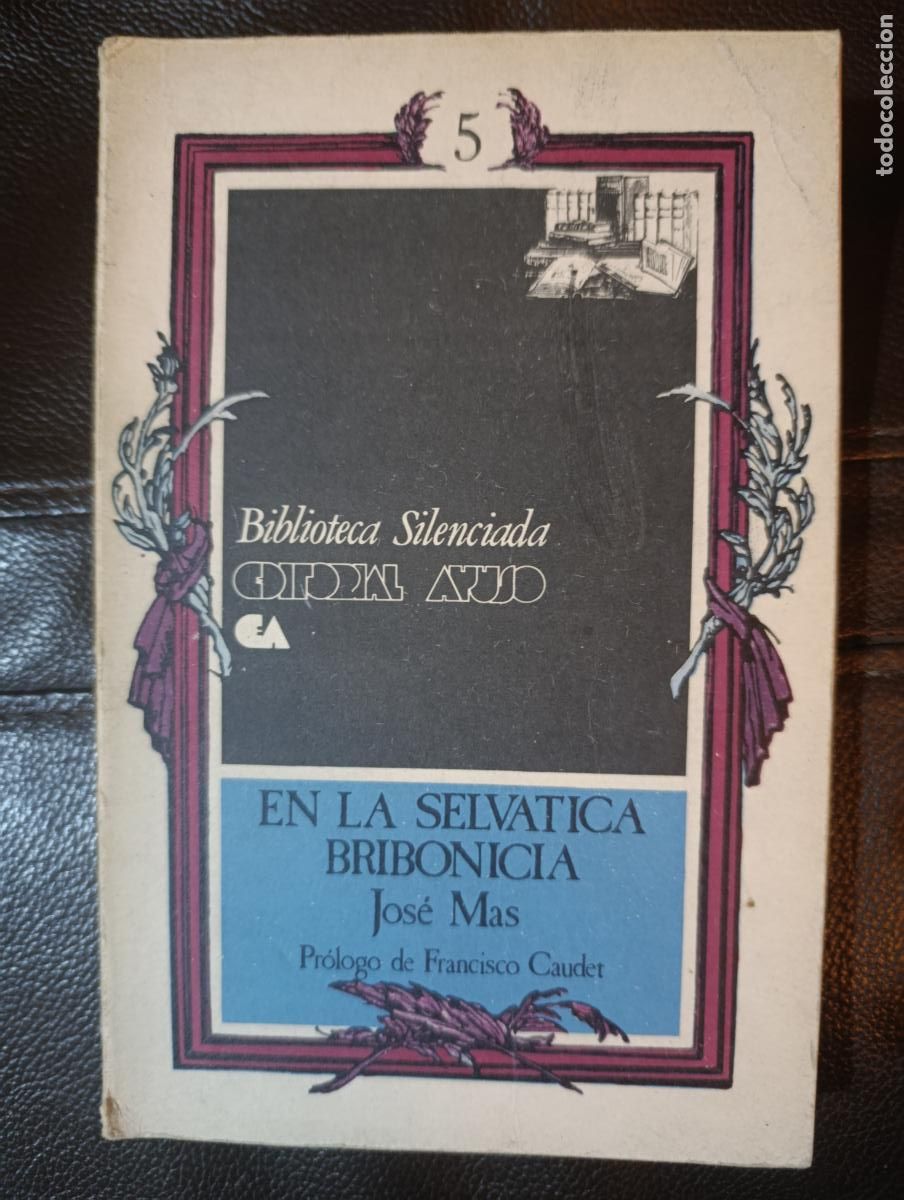 5
Biblioteca Silenciada
EDITORIAL AYUSO
EA
EN LA SELVATICA
BRIBONICIA
José Mas
Prólogo de Francisco Caudet
todocoleccion